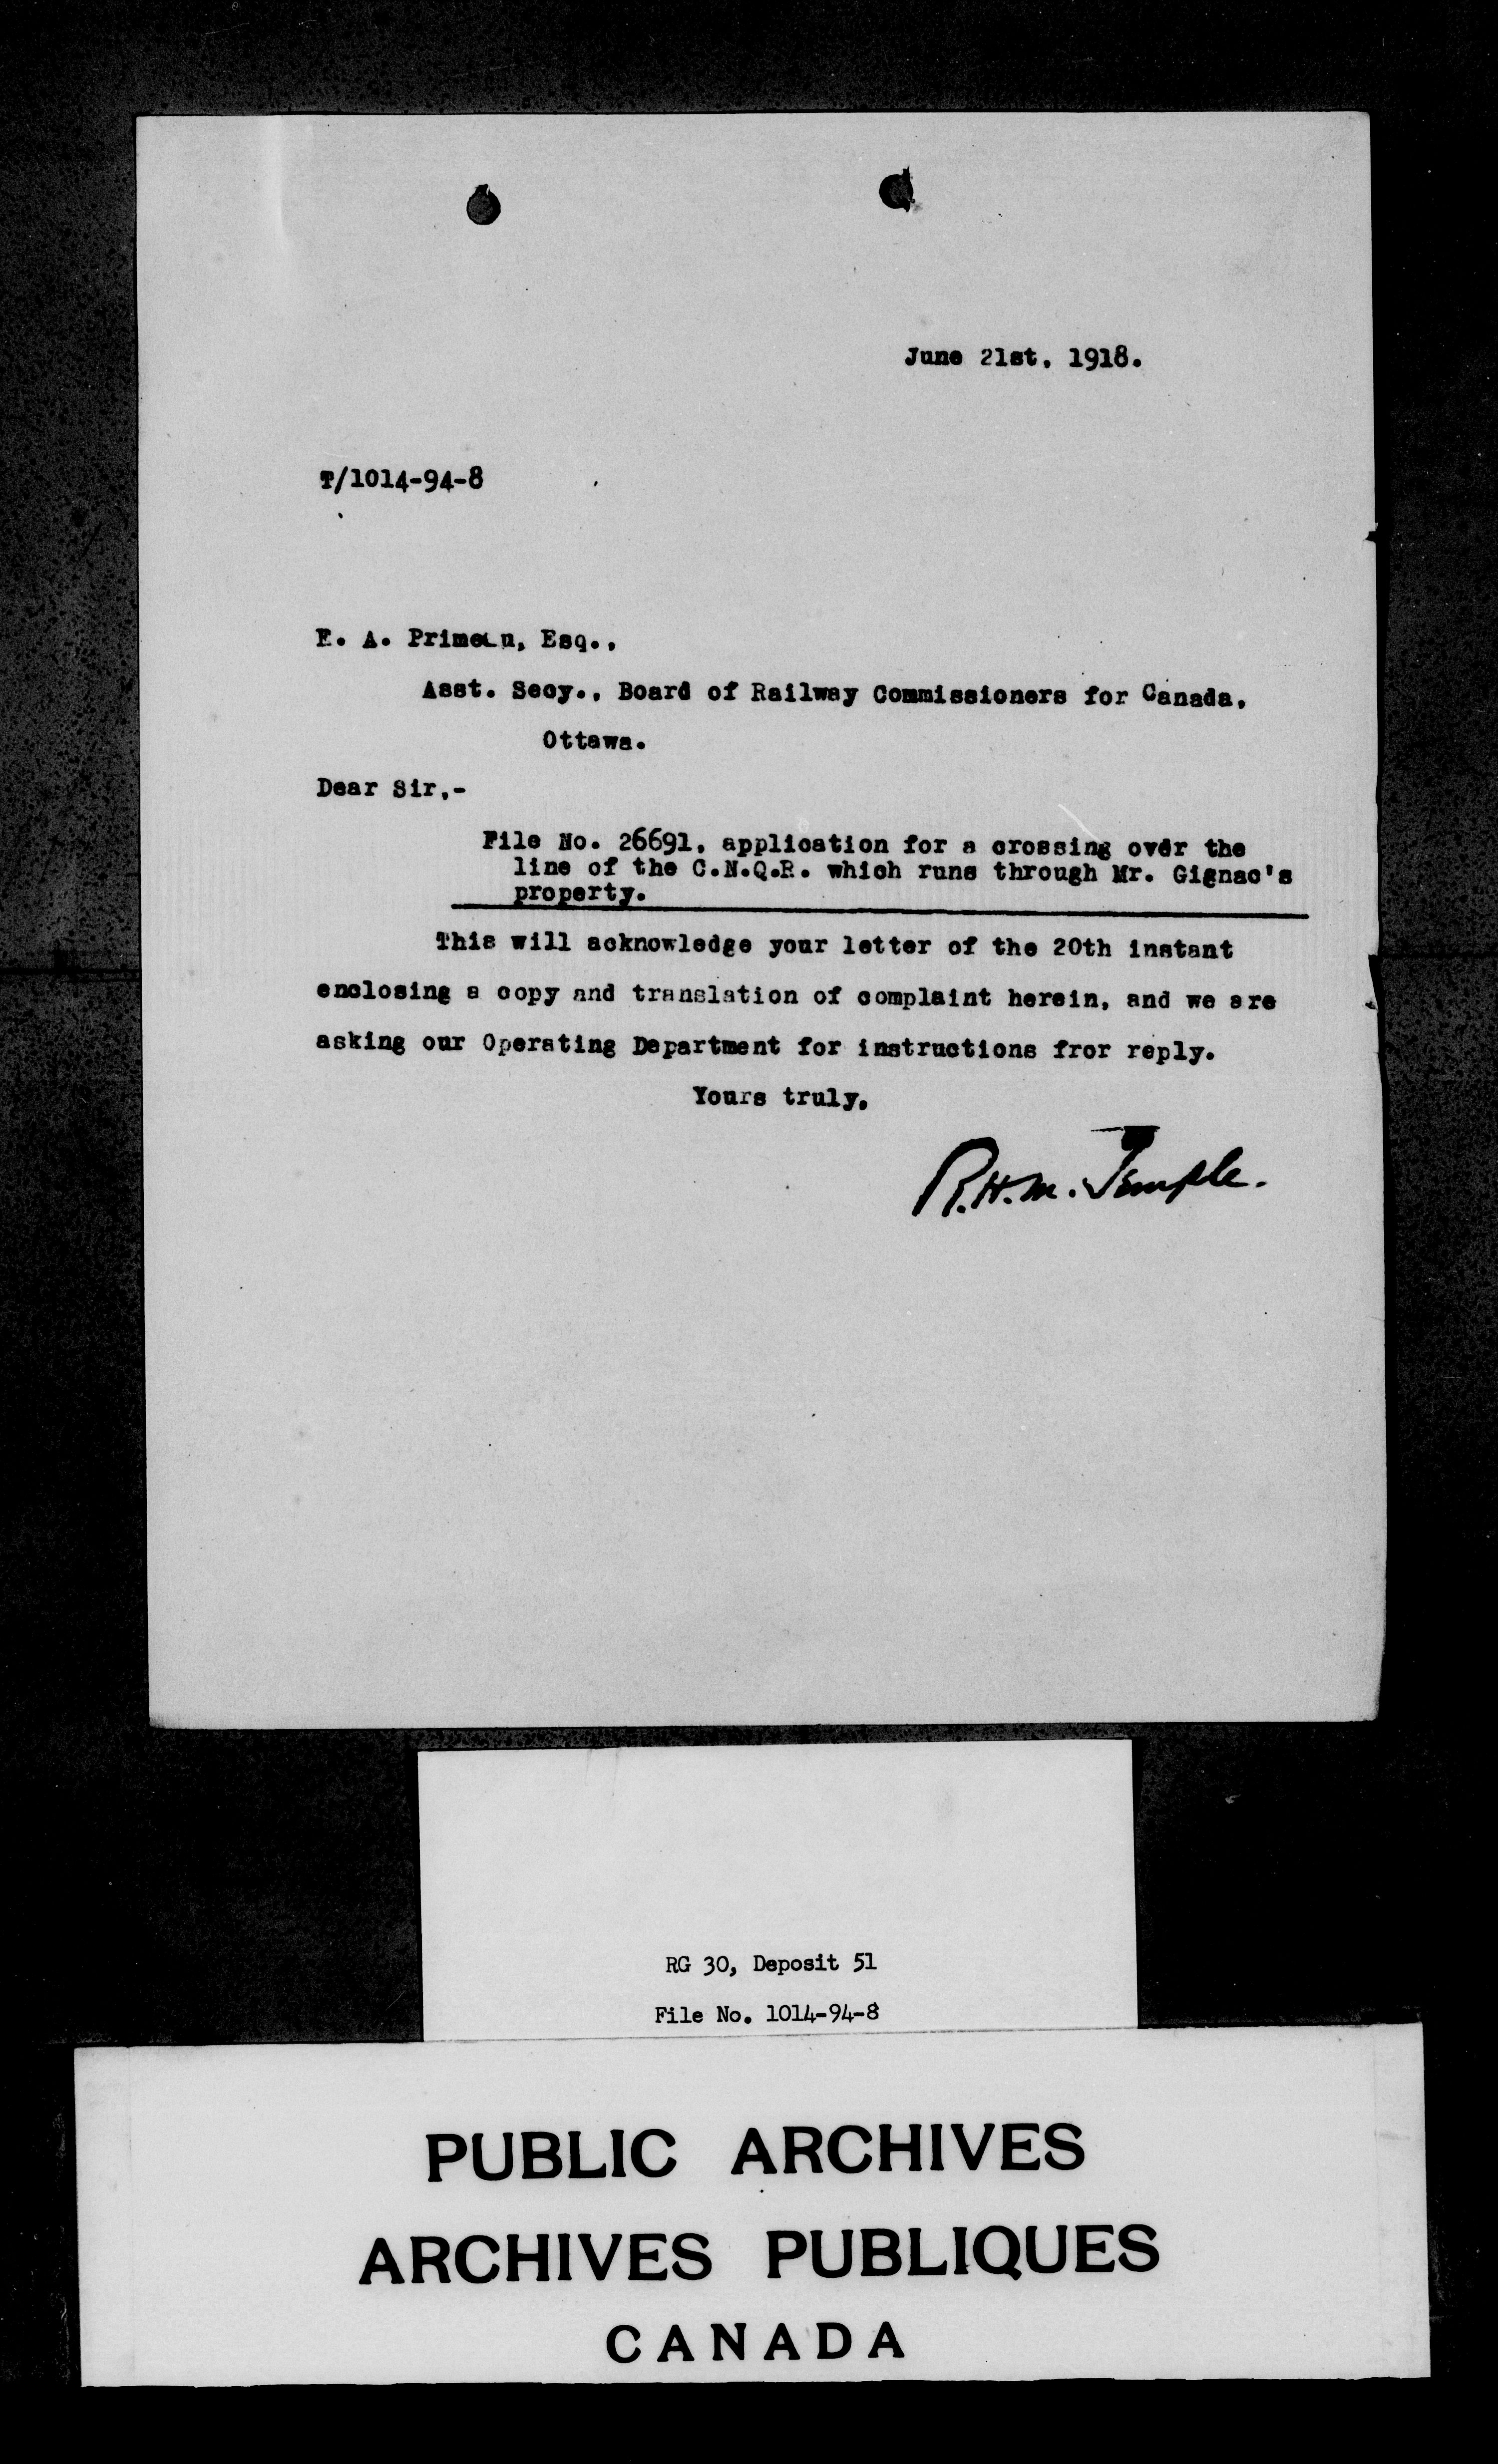 June 21st, 1918.
T/1014-94-8
E. A. Primeau, Esq.,
Asst. Secy., Board of Railway Commissioners for Canada,
Ottawa.
Dear Sir,-
File No. 26691, application for a crossing over the
line of the C.N.Q.R. which runs through Mr. Gignac's
property.
This will acknowledge your letter of the 20th instant
enclosing a copy and translation of complaint herein, and we are
asking our Operating Department for instructions fror reply.
Yours truly,
R.H.M. Temple.
RG 30, Deposit 51
File No. 1014-94-8
PUBLIC ARCHIVES
ARCHIVES PUBLIQUES
CANADA